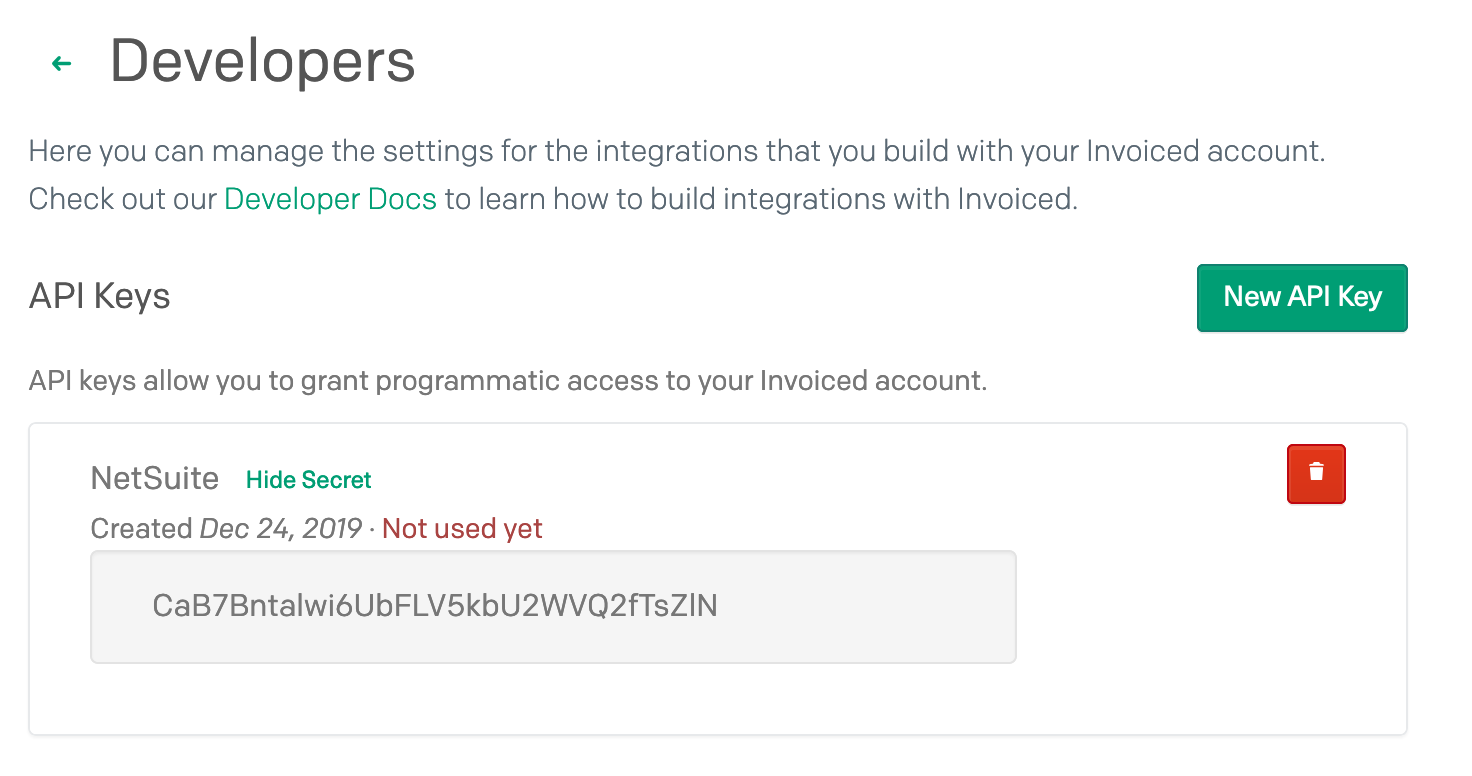 Developers
Here you can manage the settings for the integrations that you build with your Invoiced account.
Check out our Developer Docs to learn how to build integrations with Invoiced.
API Keys
New API Key
API keys allow you to grant programmatic access to your Invoiced account.
NetSuite Hide Secret
Created Dec 24, 2019 · Not used yet
CaB7Bntalwi6UbFLV5kbU2WVQ2fTsZlN